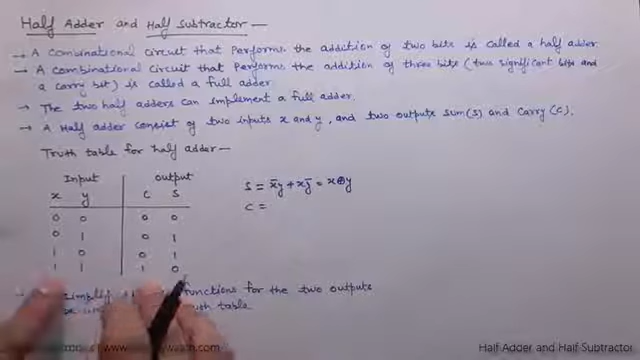 Half Adder and Half Subtractor —
→ A Combinational Circuit that performs the addition of two bits is called a half adder
→ A Combinational circuit that performs the addition of three bits (two significant bits and
a carry bit) is called a full adder.
→ The two half adders can implement a full adder.
→ A Half adder consist of two inputs x and y, and two outputs sum(S) and Carry (C).
Truth table for half adder —
Input output
x y C S
0 0 0 0
0 1 0 1
1 0 0 1
1 1 1 0
S = x̄y + xȳ = x⊕y
C =
simplif functions for the two outputs
table
Half Adder and Half Subtractor